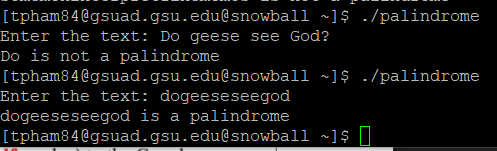 [tpham84@gsuad.gsu.edu@snowball ~]$ ./palindrome
Enter the text: Do geese see God?
Do is not a palindrome
[tpham84@gsuad.gsu.edu@snowball ~]$ ./palindrome
Enter the text: dogeeseseegod
dogeeseseegod is a palindrome
[tpham84@gsuad.gsu.edu@snowball ~]$